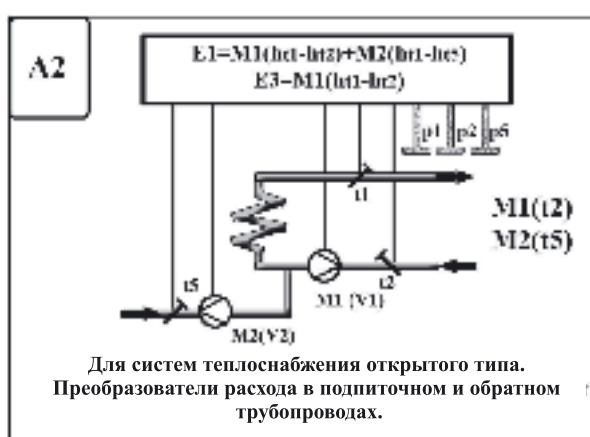 A2
E1=M1(ht1-ht2)+M2(ht1-ht5)
E3=M1(ht1-ht2)
p1 p2 p5
t1
M1(t2)
M2(t5)
t5
t2
M1 (V1)
M2(V2)
Для систем теплоснабжения открытого типа.
Преобразователи расхода в подпиточном и обратном
трубопроводах.